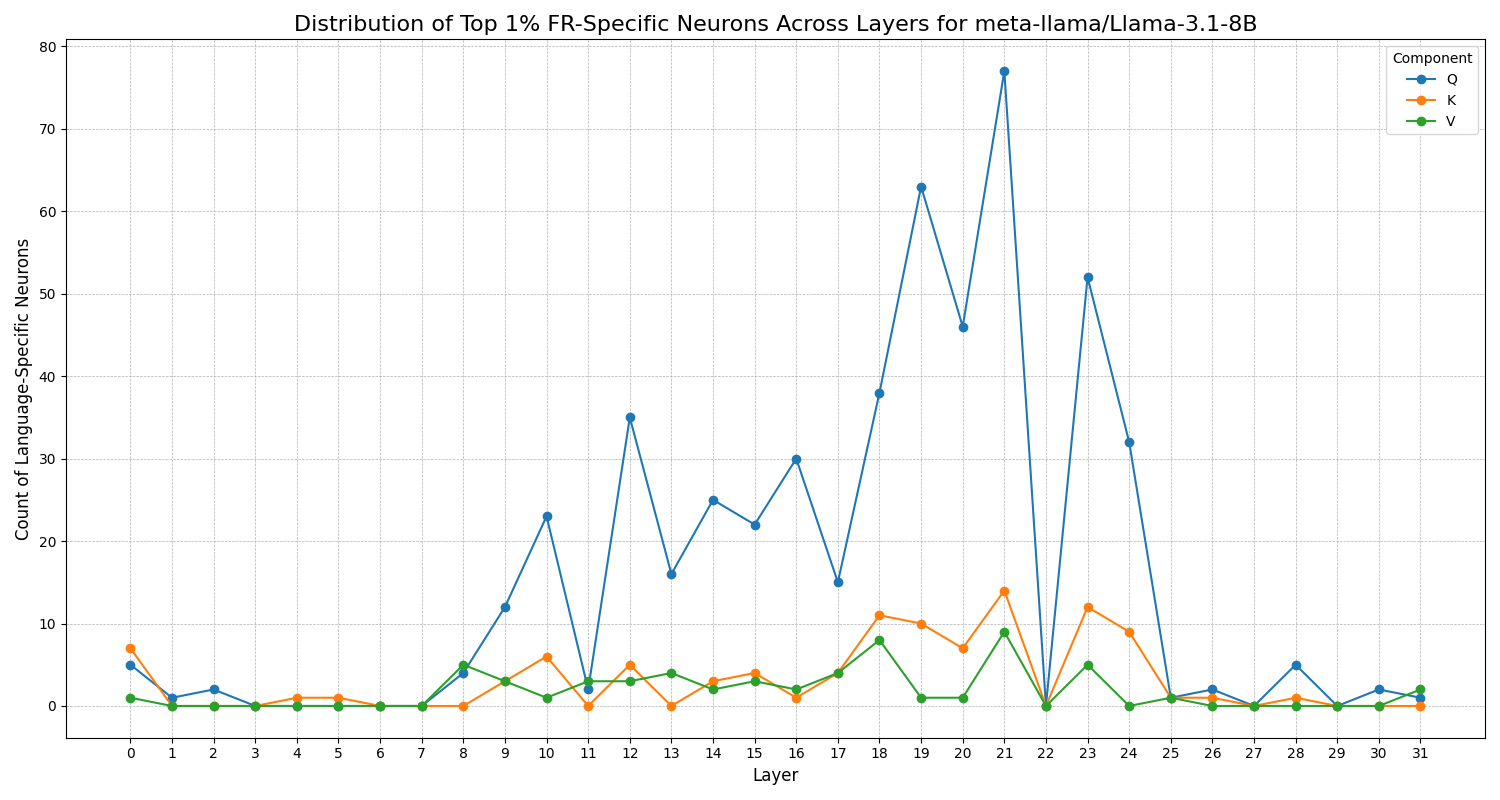 Distribution of Top 1% FR-Specific Neurons Across Layers for meta-llama/Llama-3.1-8B
Component
Q
K
V
Count of Language-Specific Neurons
80
70
60
50
40
30
20
10
0
0 1 2 3 4 5 6 7 8 9 10 11 12 13 14 15 16 17 18 19 20 21 22 23 24 25 26 27 28 29 30 31
Layer